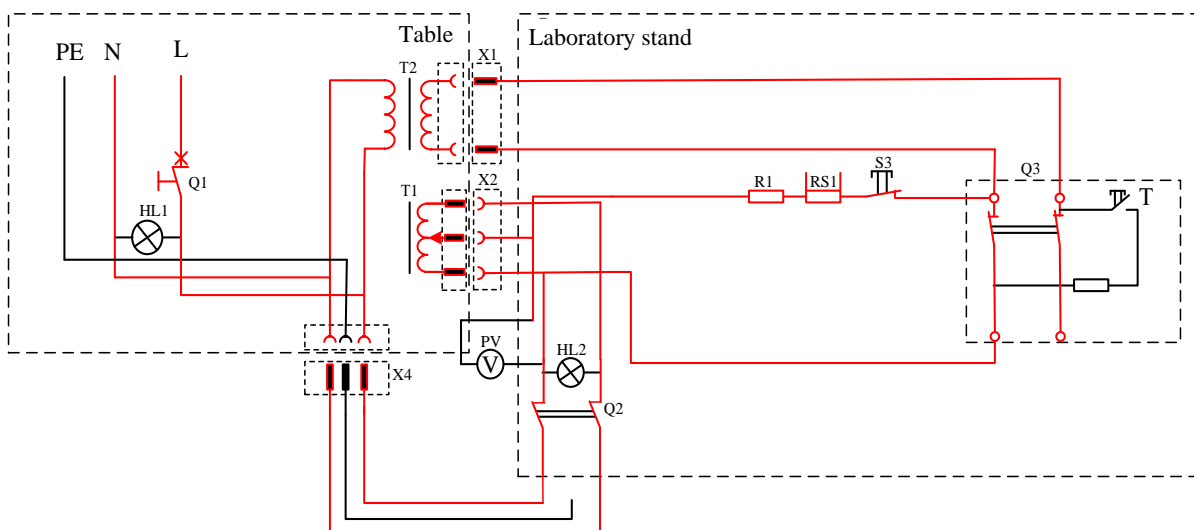 Table
Laboratory stand
PE
N
L
T2
X1
Q1
S3
R1
RS1
Q3
T
T1
X2
HL1
PV
V
HL2
X4
Q2